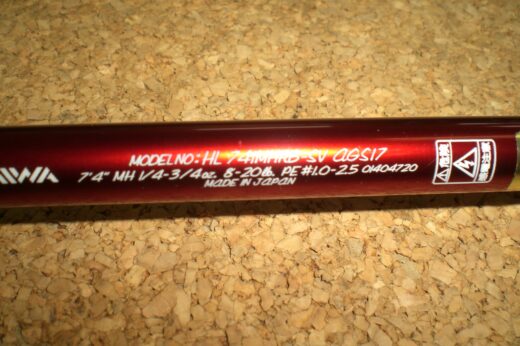 MODEL NO: HL 741MHRB-SV AGS17
7'4" MH 1/4-3/4oz. 8-20lb. PE #1.0-2.5 01404720
MADE IN JAPAN